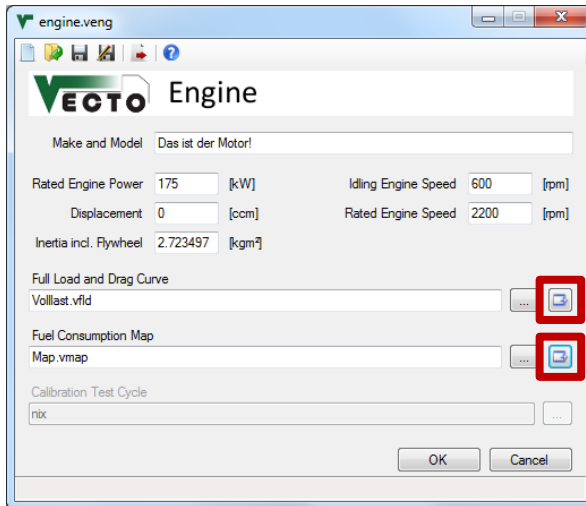 engine.veng
VECTO Engine
Make and Model Das ist der Motor!
Rated Engine Power 175 [kW] Idling Engine Speed 600 [rpm]
Displacement 0 [ccm] Rated Engine Speed 2200 [rpm]
Inertia incl. Flywheel 2.723497 [kgm²]
Full Load and Drag Curve
Volllast.vfld ...
Fuel Consumption Map
Map.vmap ...
Calibration Test Cycle
nix ...
OK Cancel